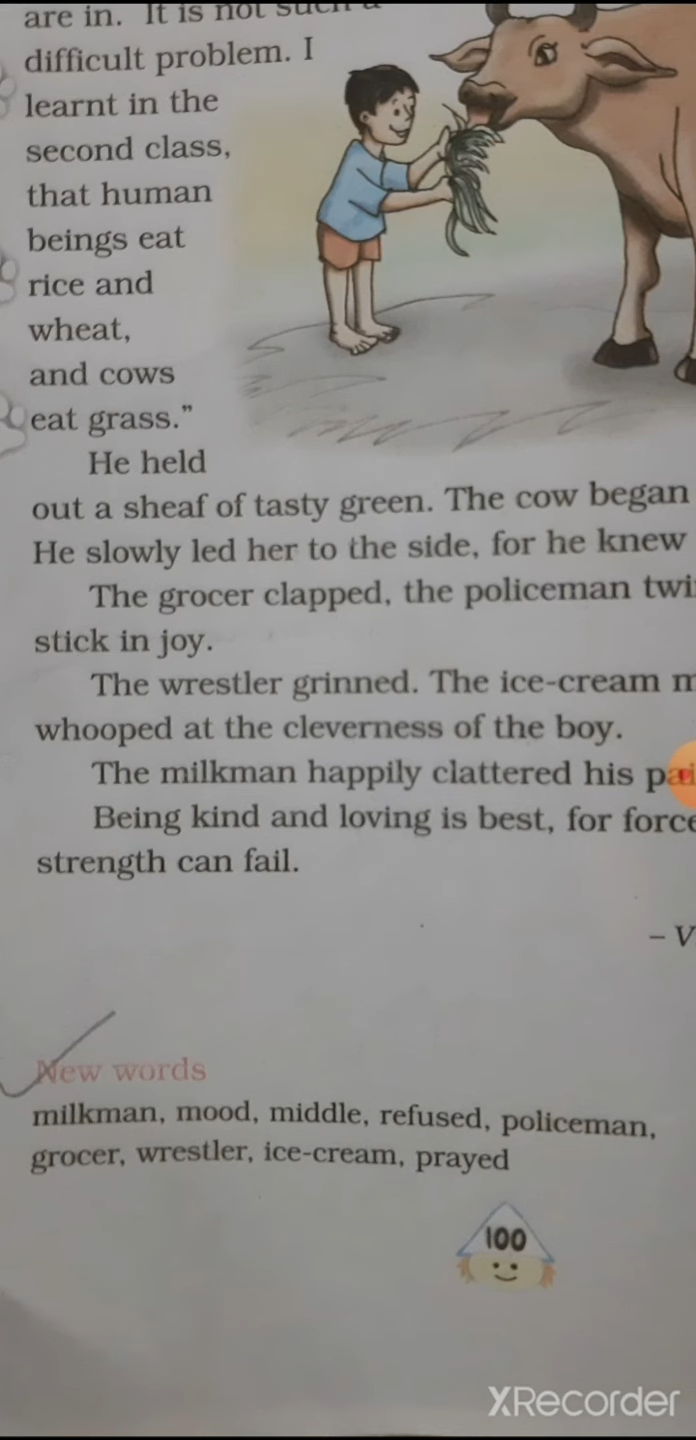 are in. It is not such a
difficult problem. I
learnt in the
second class,
that human
beings eat
rice and
wheat,
and cows
eat grass."
He held
out a sheaf of tasty green. The cow began
He slowly led her to the side, for he knew
The grocer clapped, the policeman
stick in joy.
The wrestler grinned. The ice-cream
whooped at the cleverness of the boy.
The milkman happily clattered his
Being kind and loving is best, for force
strength can fail.
– V
New words
milkman, mood, middle, refused, policeman,
grocer, wrestler, ice-cream, prayed
100
XRecorder